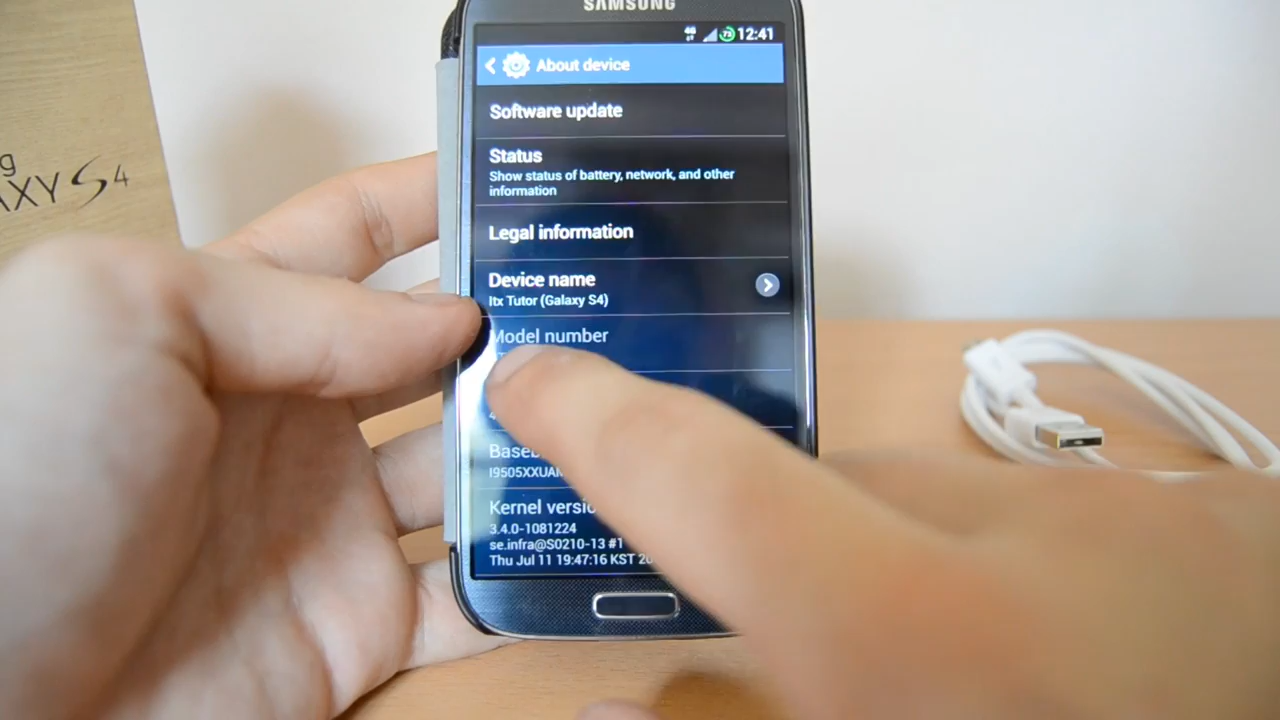 SAMSUNG
4G 73 12:41
About device
Software update
Status
Show status of battery, network, and other
information
Legal information
Device name
Itx Tutor (Galaxy S4)
Model number
Kernel
3.4.0-1081224
se.infra@S0210-13 #1
Thu Jul 11 19:47:16 KST
S4